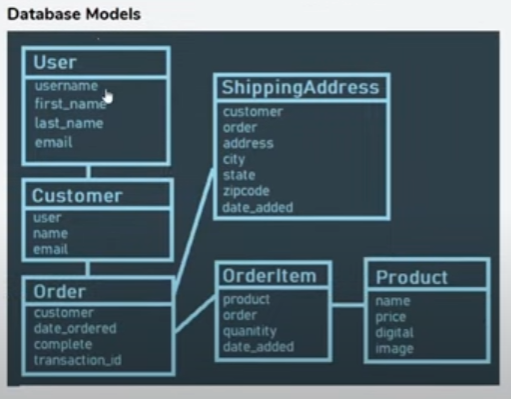 Database Models
User
username
first_name
last_name
email
Customer
user
name
email
Order
customer
date_ordered
complete
transaction_id
ShippingAddress
customer
order
address
city
state
zipcode
date_added
OrderItem
product
order
quanitity
date_added
Product
name
price
digital
image